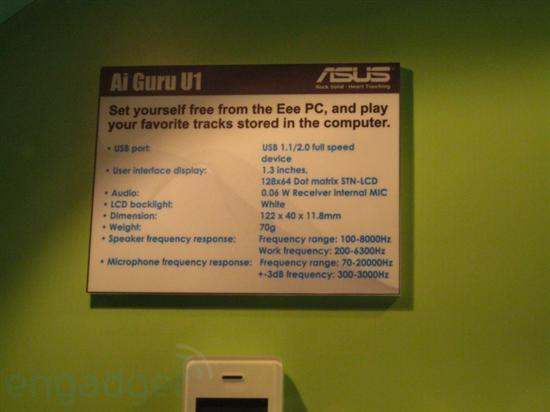 Ai Guru U1
ASUS
Rock Solid · Heart Touching
Set yourself free from the Eee PC, and play
your favorite tracks stored in the computer.
• USB port: USB 1.1/2.0 full speed
device
• User interface display: 1.3 inches,
128x64 Dot matrix STN-LCD
• Audio: 0.06 W Receiver internal MIC
• LCD backlight: White
• Dimension: 122 x 40 x 11.8mm
• Weight: 70g
• Speaker frequency response: Frequency range: 100-8000Hz
Work frequency: 200-6300Hz
• Microphone frequency response: Frequency range: 70-20000Hz
+-3dB frequency: 300-3000Hz
engadget